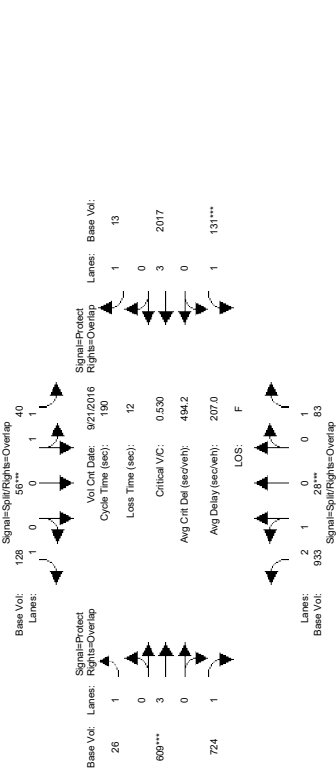 Signal=Split/Rights=Overlap
Base Vol: 128 56*** 40
Lanes: 1 0 0 1 1
Signal=Protect
Rights=Overlap
Signal=Protect
Rights=Overlap
Base Vol: Lanes:
Vol Cnt Date: 9/21/2016
Lanes: Base Vol:
26 1
Cycle Time (sec): 190
1 13
0
Loss Time (sec): 12
0
609*** 3
Critical V/C: 0.530
3 2017
0
Avg Crit Del (sec/veh): 494.2
0
724 1
Avg Delay (sec/veh): 207.0
1 131***
LOS: F
Lanes: 2 1 0 0 1
Base Vol: 933 28*** 83
Signal=Split/Rights=Overlap